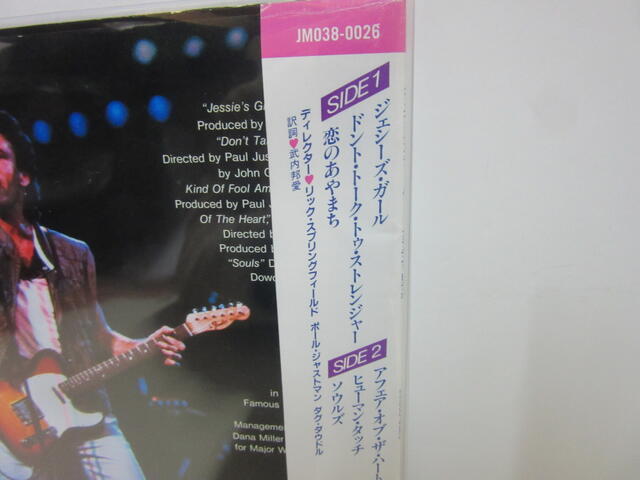 JM038-0026
SIDE 1
ジェシーズ・ガール
ドント・トーク・トゥ・ストレンジャー
恋のあやまち
ディレクター♥リック・スプリングフィールド ポール・ジャストマン ダグ・ダウドル
訳詞♥武内邦愛
SIDE 2
アフェア・オブ・ザ・ハート
ヒューマン・タッチ
ソウルズ
"Jessie's
Produced by
"Don't
Directed by Paul
by John
Kind Of Fool
Produced by Paul
Of The Heart,"
Directed
Produced
"Souls"
in
Famous
Management
Dana Miller
for Major